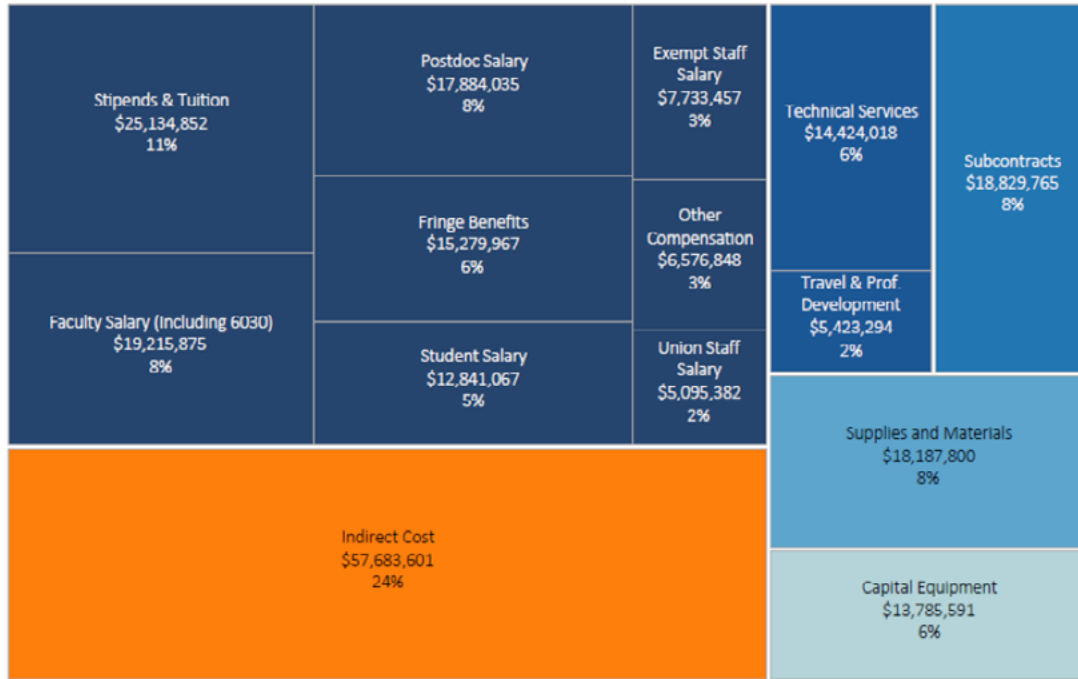 Stipends & Tuition
$25,134,852
11%
Faculty Salary (Including 6030)
$19,215,875
8%
Postdoc Salary
$17,884,035
8%
Fringe Benefits
$15,279,967
6%
Student Salary
$12,841,067
5%
Exempt Staff
Salary
$7,733,457
3%
Other
Compensation
$6,576,848
3%
Union Staff
Salary
$5,095,382
2%
Indirect Cost
$57,683,601
24%
Technical Services
$14,424,018
6%
Travel & Prof.
Development
$5,423,294
2%
Subcontracts
$18,829,765
8%
Supplies and Materials
$18,187,800
8%
Capital Equipment
$13,785,591
6%